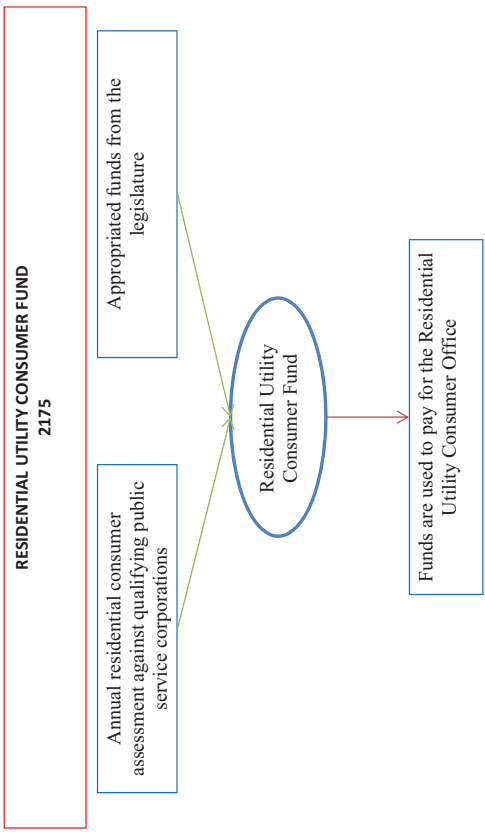 RESIDENTIAL UTILITY CONSUMER FUND
2175
Annual residential consumer
assessment against qualifying public
service corporations
Appropriated funds from the
legislature
Residential Utility
Consumer Fund
Funds are used to pay for the Residential
Utility Consumer Office